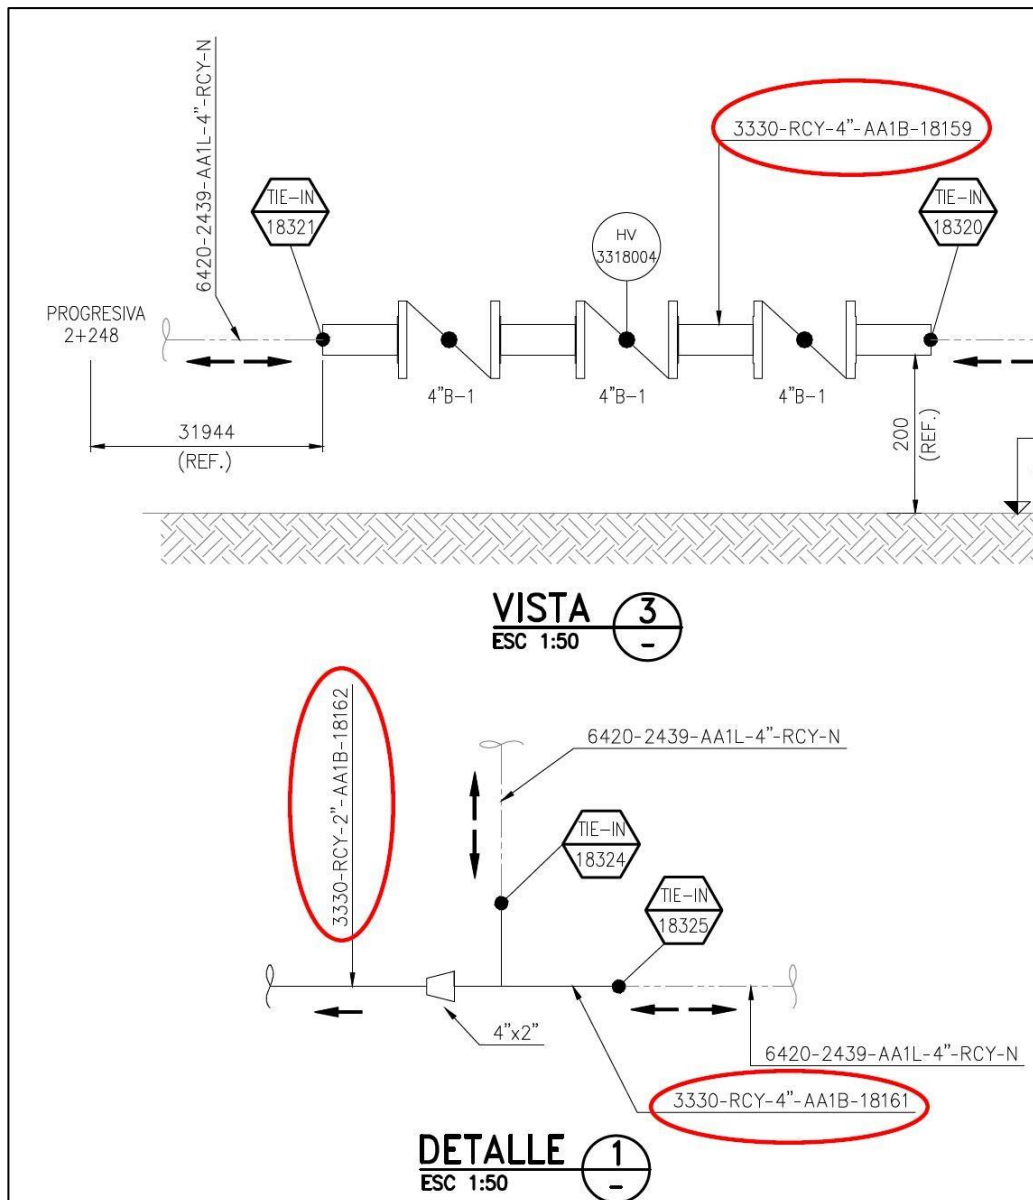 6420-2439-AA1L-4"-RCY-N
3330-RCY-4"-AA1B-18159
TIE-IN
18321
HV
3318004
TIE-IN
18320
PROGRESIVA
2+248
4"B-1
4"B-1
4"B-1
31944
(REF.)
200
(REF.)
VISTA
3
ESC 1:50
-
3330-RCY-2"-AA1B-18162
6420-2439-AA1L-4"-RCY-N
TIE-IN
18324
TIE-IN
18325
4"x2"
6420-2439-AA1L-4"-RCY-N
3330-RCY-4"-AA1B-18161
DETALLE
1
ESC 1:50
-